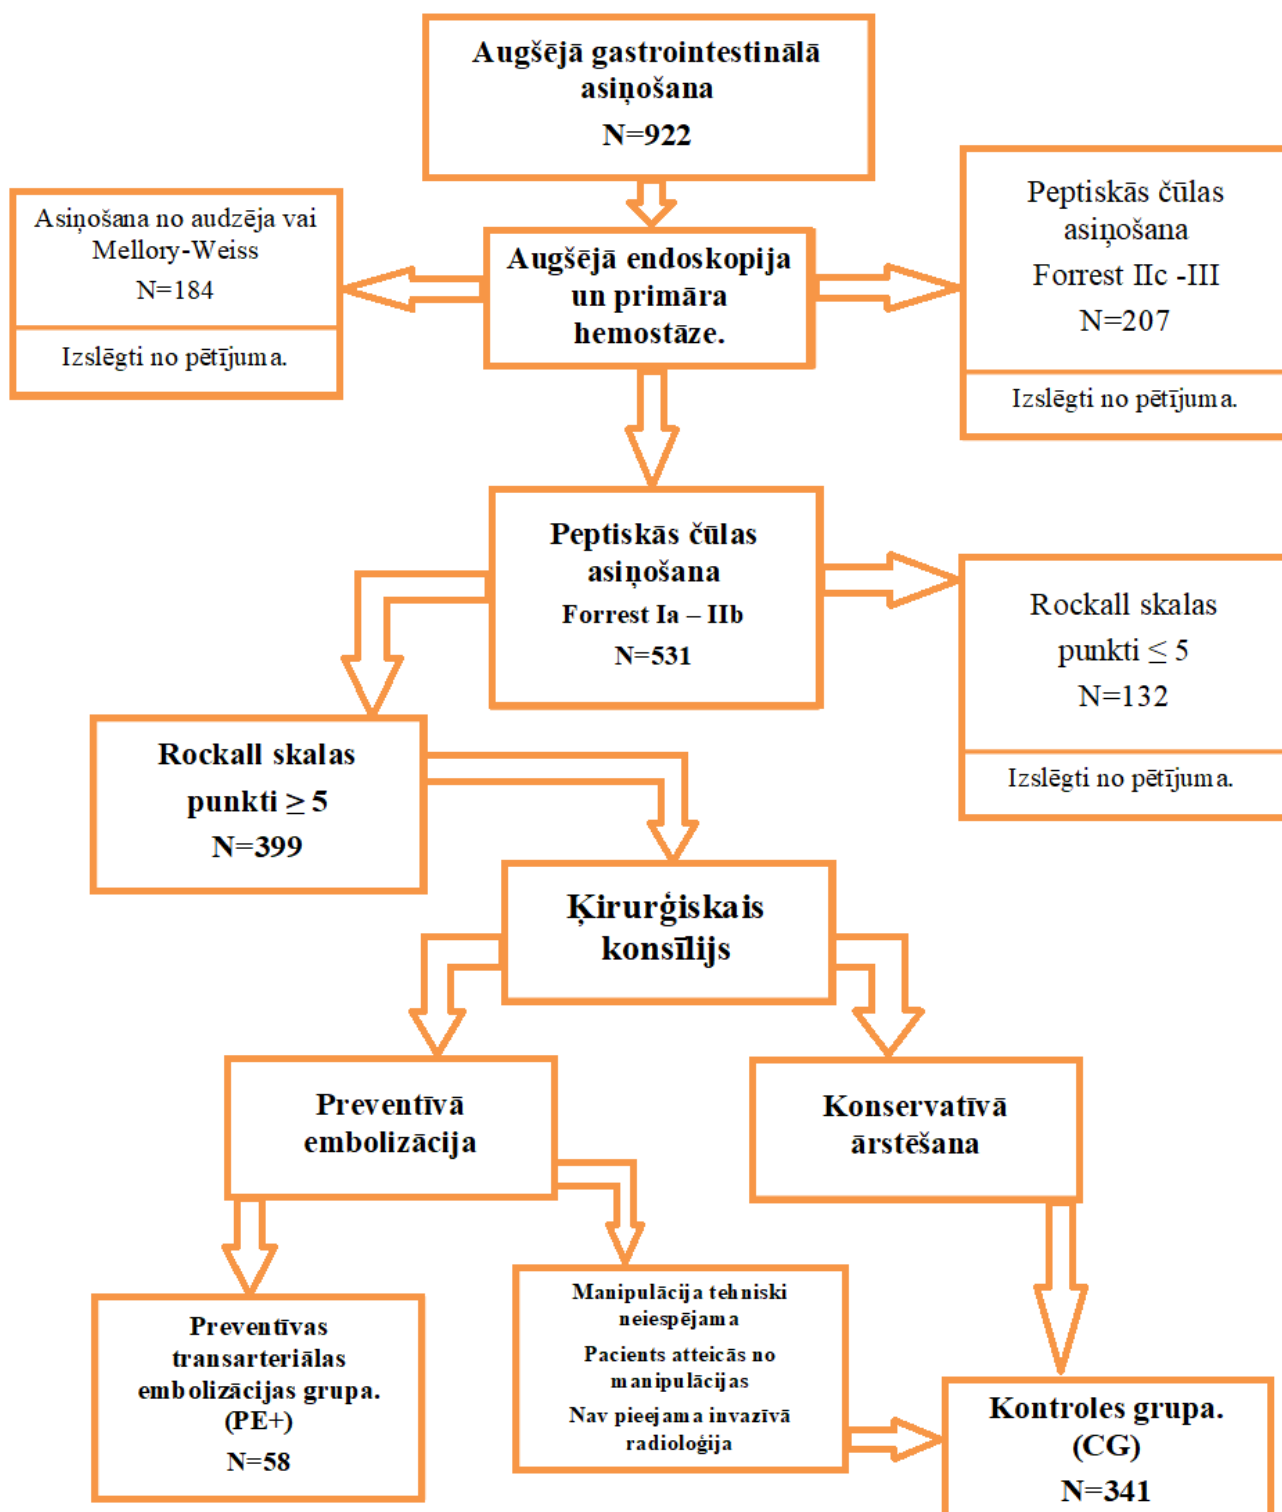 Augšējā gastrointestinālā
asiņošana
N=922
Asiņošana no audzēja vai
Mellory-Weiss
N=184
Izslēgti no pētījuma.
Augšējā endoskopija
un primāra
hemostāze.
Peptiskās čūlas
asiņošana
Forrest IIc -III
N=207
Izslēgti no pētījuma.
Peptiskās čūlas
asiņošana
Forrest Ia – IIb
N=531
Rockall skalas
punkti ≤ 5
N=132
Izslēgti no pētījuma.
Rockall skalas
punkti ≥ 5
N=399
Ķirurģiskais
konsīlijs
Preventīvā
embolizācija
Konservatīvā
ārstēšana
Preventīvas
transarteriālas
embolizācijas grupa.
(PE+)
N=58
Manipulācija tehniski
neiespējama
Pacients atteicās no
manipulācijas
Nav pieejama invazīvā
radioloģija
Kontroles grupa.
(CG)
N=341